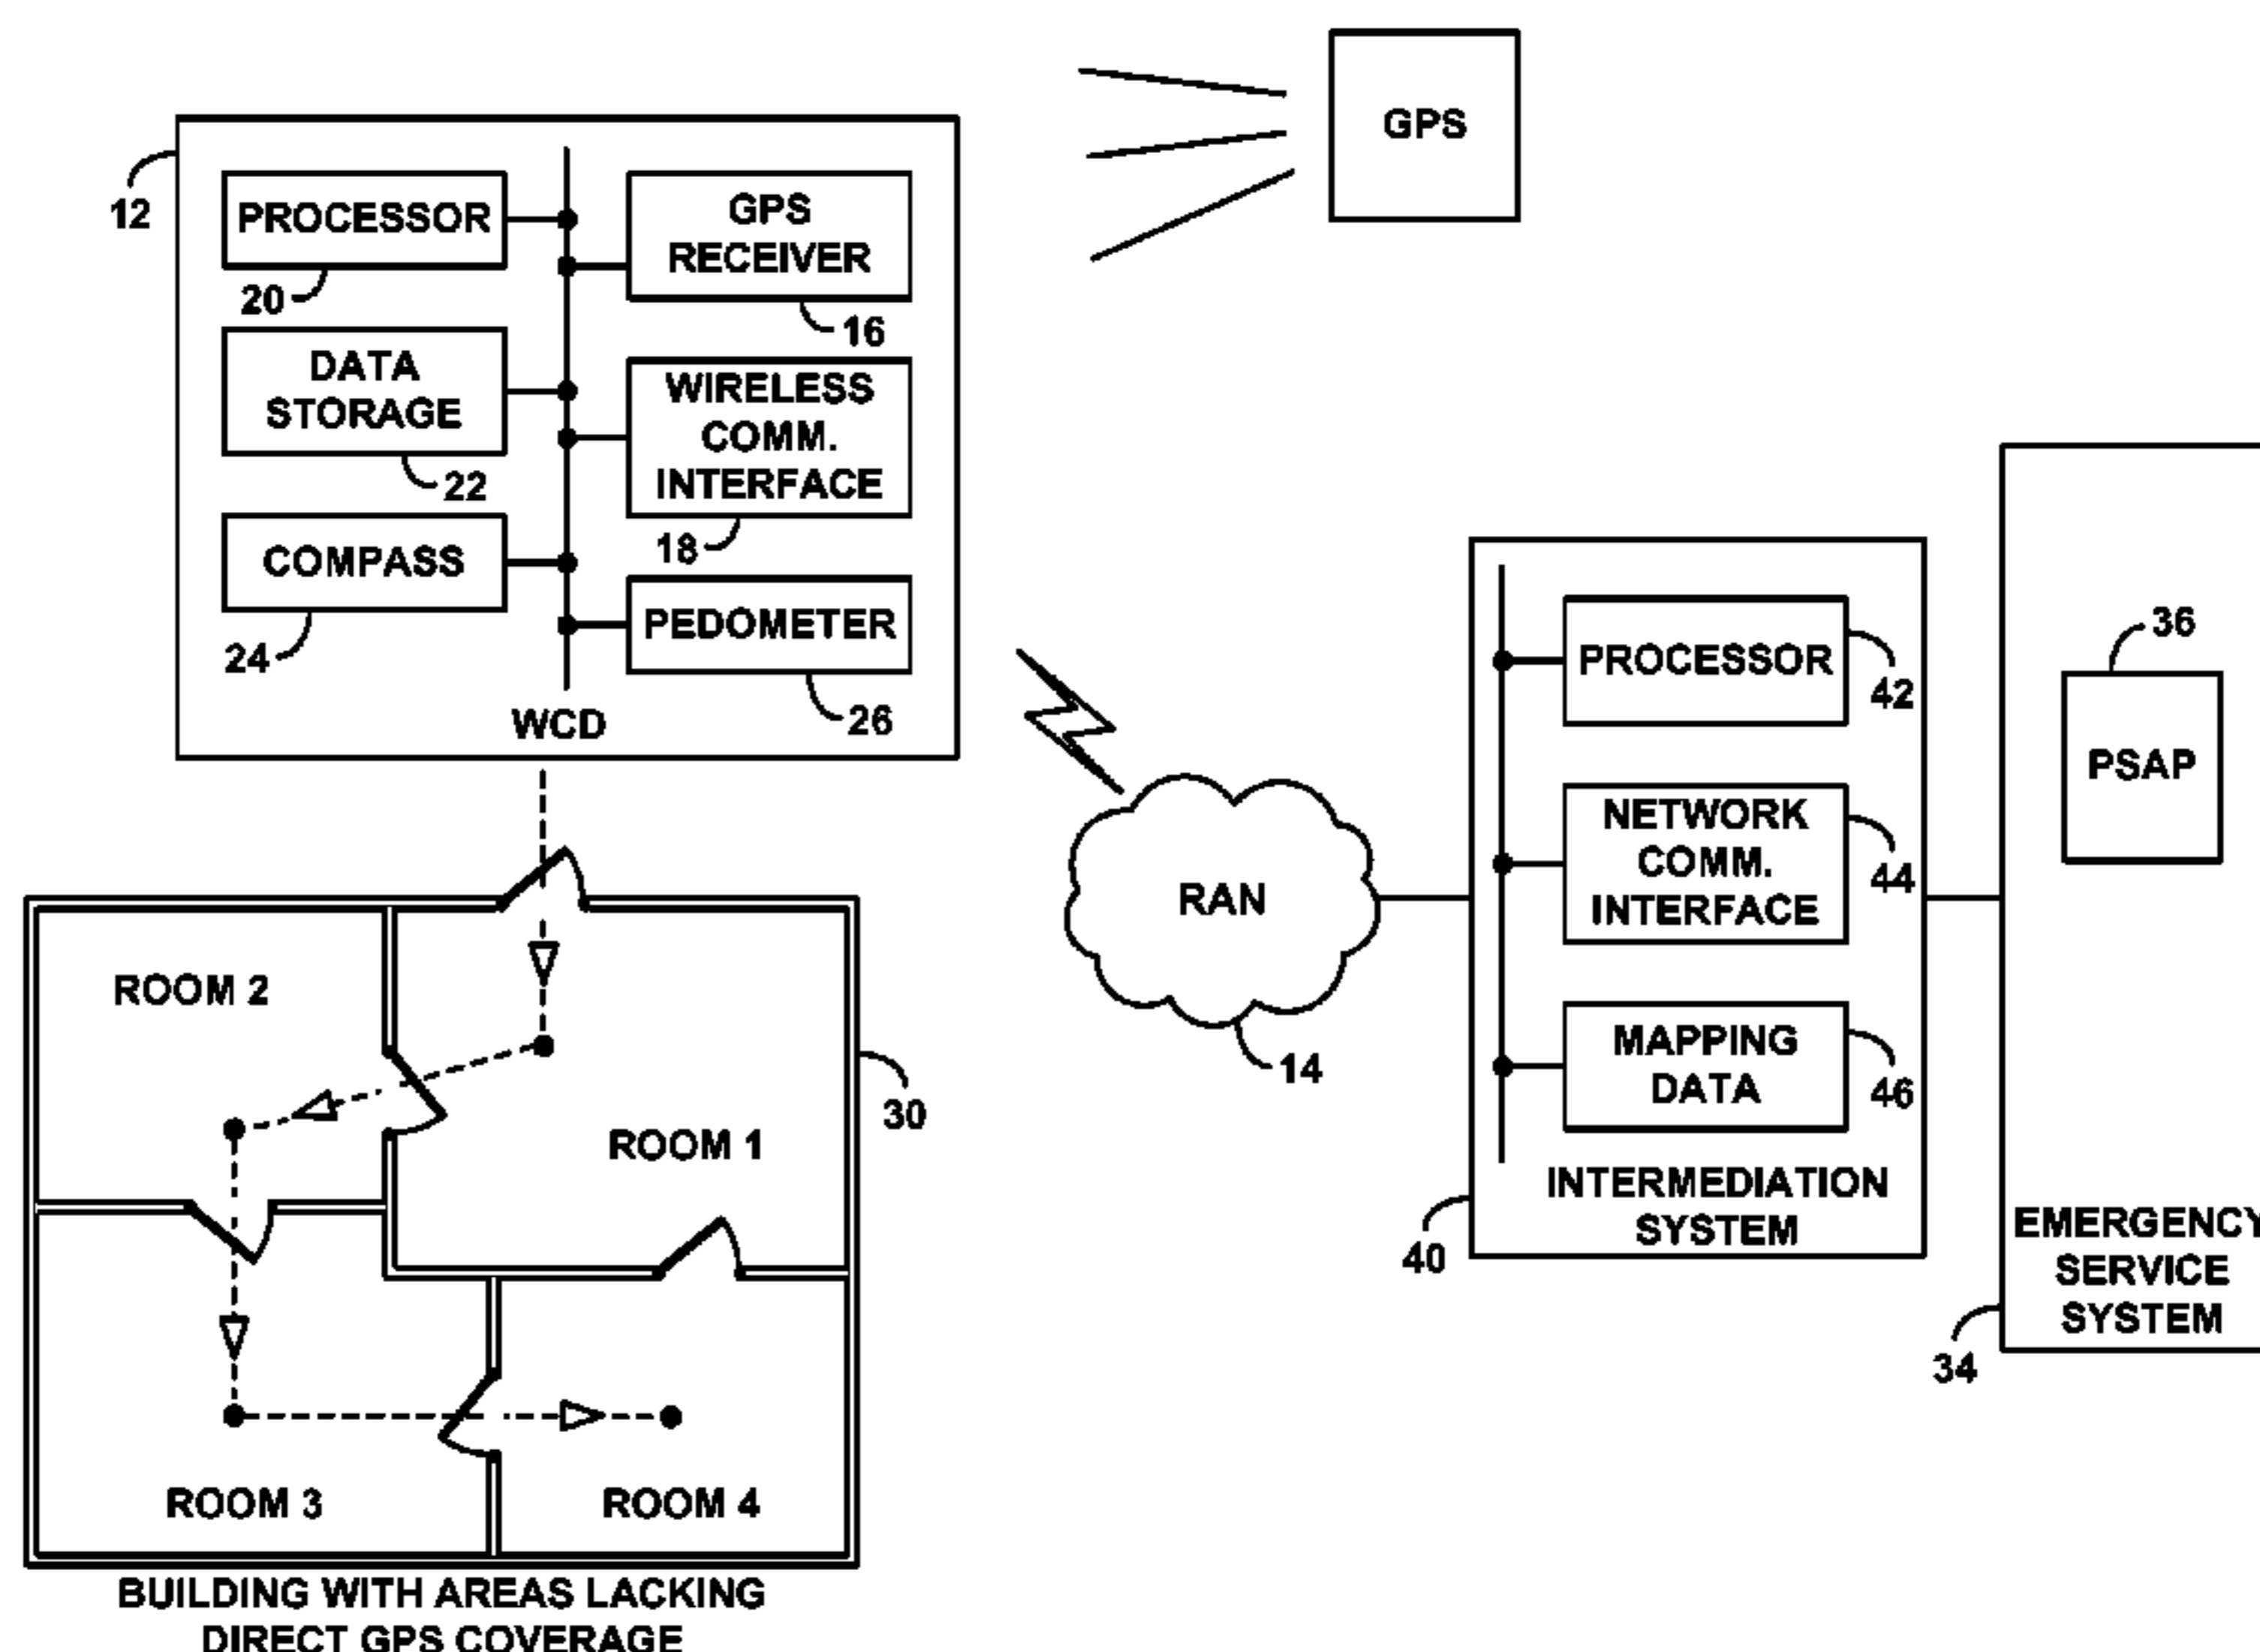 GPS
12
PROCESSOR
20
GPS
RECEIVER
16
DATA
STORAGE
22
WIRELESS
COMM.
INTERFACE
18
COMPASS
24
PEDOMETER
26
WCD
ROOM 2
ROOM 1
30
ROOM 3
ROOM 4
BUILDING WITH AREAS LACKING
DIRECT GPS COVERAGE
RAN
14
PROCESSOR
42
NETWORK
COMM.
INTERFACE
44
MAPPING
DATA
46
INTERMEDIATION
SYSTEM
40
36
PSAP
EMERGENCY
SERVICE
SYSTEM
34